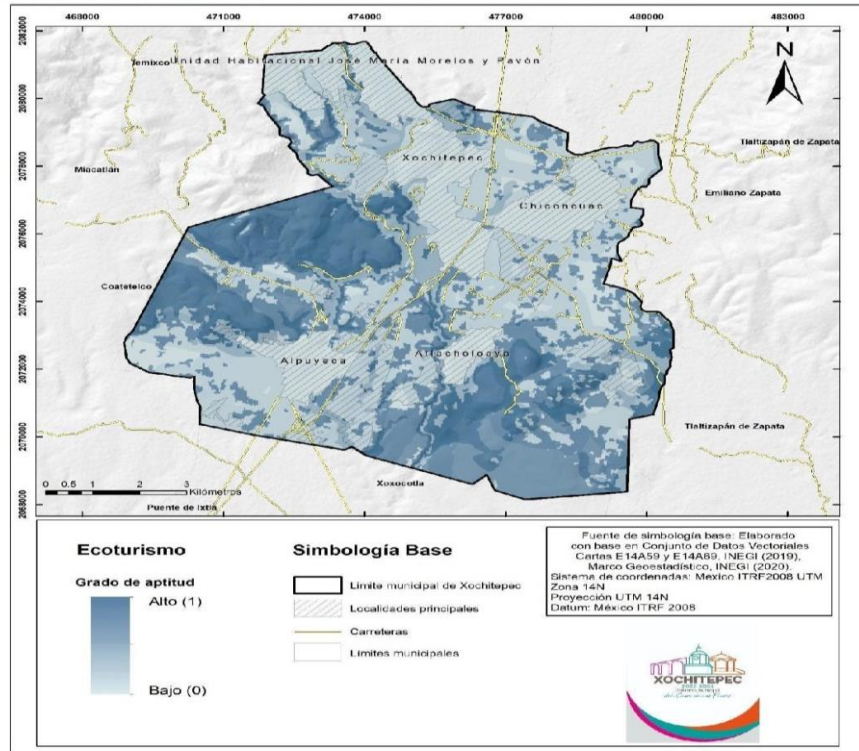 468000 471000 474000 477000 480000 483000
2082000
2080000
2078000
2076000
2074000
2072000
2070000
2068000
N
Temixco
Unidad Habitacional José María Morelos y Pavón
Xochitepec
Tlaltizapán de Zapata
Miacatlán
Emiliano Zapata
Chiconcuac
Coatetelco
Alpuyeca
Atlacholoaya
Tlaltizapán de Zapata
Xoxocotla
Puente de Ixtla
0 0.5 1 2 3
Kilómetros
Ecoturismo
Grado de aptitud
Alto (1)
Bajo (0)
Simbología Base
Límite municipal de Xochitepec
Localidades principales
Carreteras
Límites municipales
Fuente de simbología base: Elaborado
con base en Conjunto de Datos Vectoriales
Cartas E14A59 y E14A69, INEGI (2019),
Marco Geoestadístico, INEGI (2020).
Sistema de coordenadas: Mexico ITRF2008 UTM
Zona 14N
Proyección UTM 14N
Datum: México ITRF 2008
XOCHITEPEC